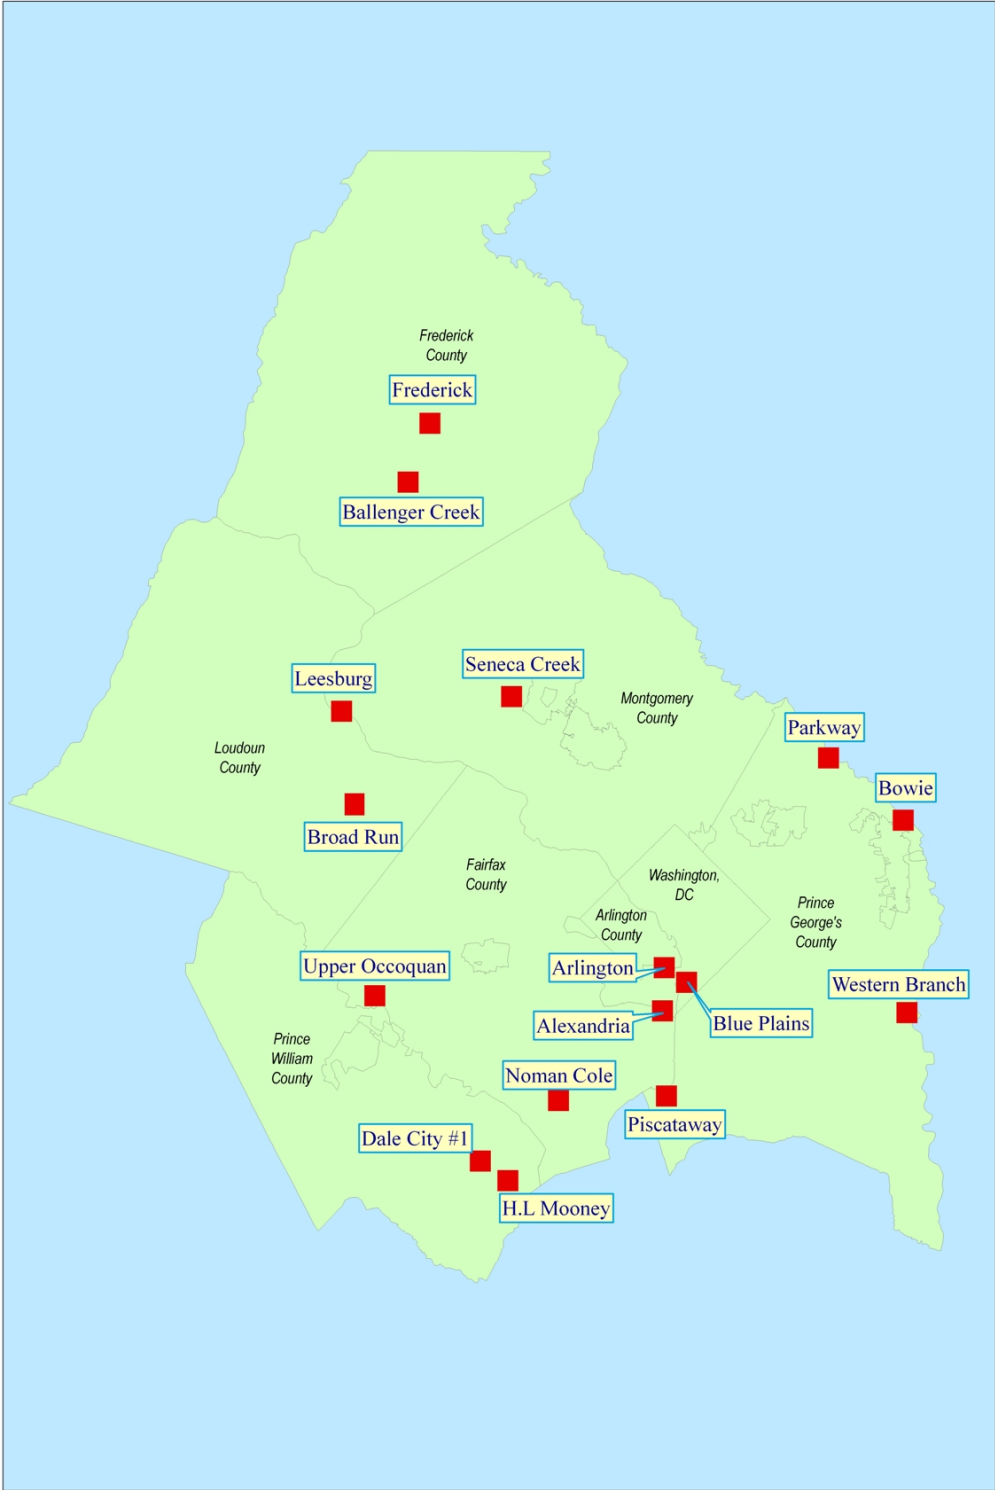 Frederick
County
Frederick
Ballenger Creek
Seneca Creek
Leesburg
Montgomery
County
Parkway
Loudoun
County
Bowie
Broad Run
Fairfax
County
Washington,
DC
Prince
George's
County
Arlington
County
Upper Occoquan
Arlington
Western Branch
Blue Plains
Alexandria
Prince
William
County
Noman Cole
Piscataway
Dale City #1
H.L Mooney